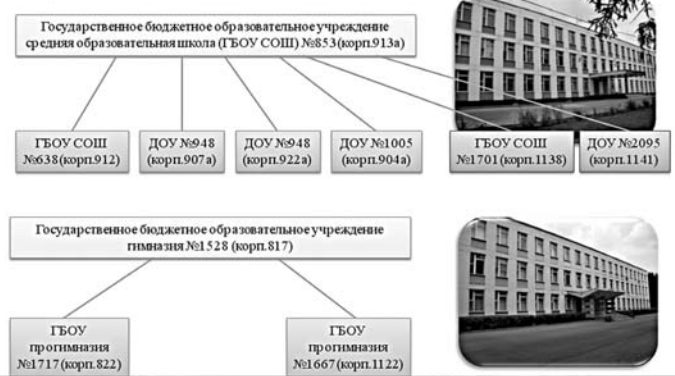 Государственное бюджетное образовательное учреждение
средняя образовательная школа (ГБОУ СОШ) №853(корп.913а)
ГБОУ СОШ
№638(корп.912)
ДОУ №948
(корп.907а)
ДОУ №948
(корп.922а)
ДОУ №1005
(корп.904а)
ГБОУ СОШ
№1701(корп.1138)
ДОУ №2095
(корп.1141)
Государственное бюджетное образовательное учреждение
гимназия №1528 (корп.817)
ГБОУ
прогимназия
№1717(корп.822)
ГБОУ
прогимназия
№1667(корп.1122)